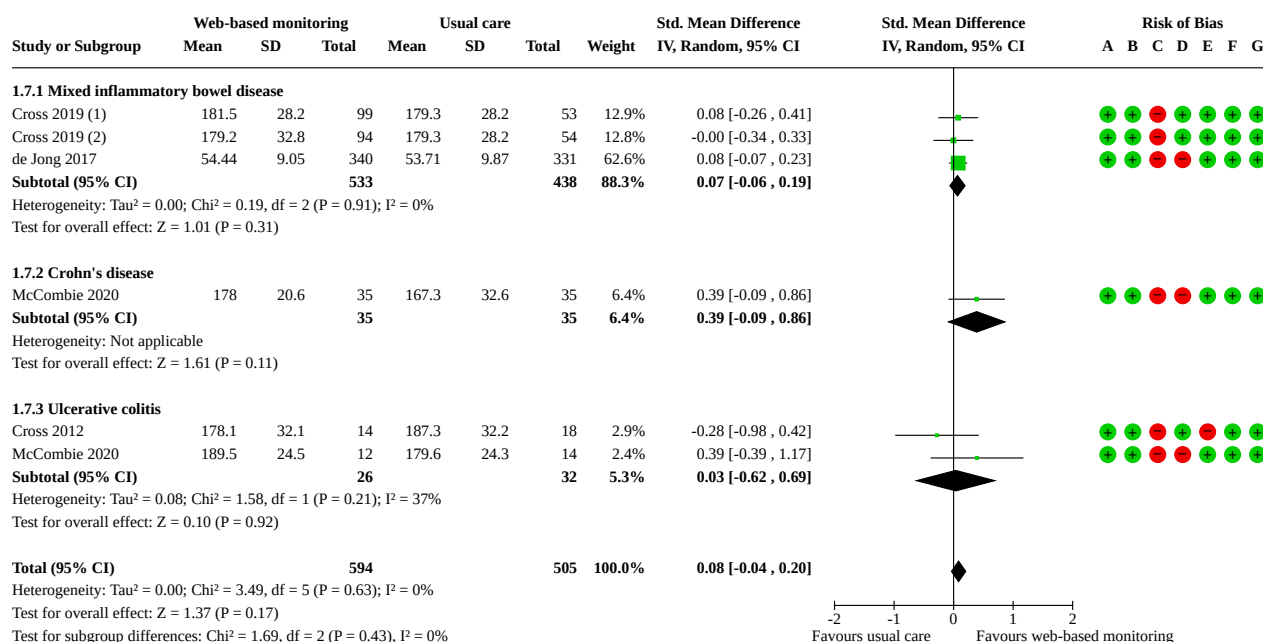 Web-based monitoring Usual care Std. Mean Difference Std. Mean Difference Risk of Bias
Study or Subgroup Mean SD Total Mean SD Total Weight IV, Random, 95% CI IV, Random, 95% CI A B C D E F G
1.7.1 Mixed inflammatory bowel disease
Cross 2019 (1) 181.5 28.2 99 179.3 28.2 53 12.9% 0.08 [-0.26 , 0.41] + + − + + + +
Cross 2019 (2) 179.2 32.8 94 179.3 28.2 54 12.8% -0.00 [-0.34 , 0.33] + + − + + + +
de Jong 2017 54.44 9.05 340 53.71 9.87 331 62.6% 0.08 [-0.07 , 0.23] + + − − + + +
Subtotal (95% CI) 533 438 88.3% 0.07 [-0.06 , 0.19]
Heterogeneity: Tau² = 0.00; Chi² = 0.19, df = 2 (P = 0.91); I² = 0%
Test for overall effect: Z = 1.01 (P = 0.31)
1.7.2 Crohn's disease
McCombie 2020 178 20.6 35 167.3 32.6 35 6.4% 0.39 [-0.09 , 0.86] + + − − + + +
Subtotal (95% CI) 35 35 6.4% 0.39 [-0.09 , 0.86]
Heterogeneity: Not applicable
Test for overall effect: Z = 1.61 (P = 0.11)
1.7.3 Ulcerative colitis
Cross 2012 178.1 32.1 14 187.3 32.2 18 2.9% -0.28 [-0.98 , 0.42] + + − + − + +
McCombie 2020 189.5 24.5 12 179.6 24.3 14 2.4% 0.39 [-0.39 , 1.17] + + − − + + +
Subtotal (95% CI) 26 32 5.3% 0.03 [-0.62 , 0.69]
Heterogeneity: Tau² = 0.08; Chi² = 1.58, df = 1 (P = 0.21); I² = 37%
Test for overall effect: Z = 0.10 (P = 0.92)
Total (95% CI) 594 505 100.0% 0.08 [-0.04 , 0.20]
Heterogeneity: Tau² = 0.00; Chi² = 3.49, df = 5 (P = 0.63); I² = 0%
Test for overall effect: Z = 1.37 (P = 0.17)
-2 -1 0 1 2
Test for subgroup differences: Chi² = 1.69, df = 2 (P = 0.43), I² = 0%
Favours usual care Favours web-based monitoring